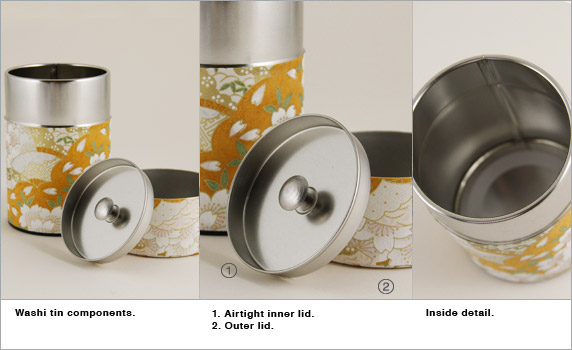 1
2
Washi tin components.
1. Airtight inner lid.
2. Outer lid.
Inside detail.